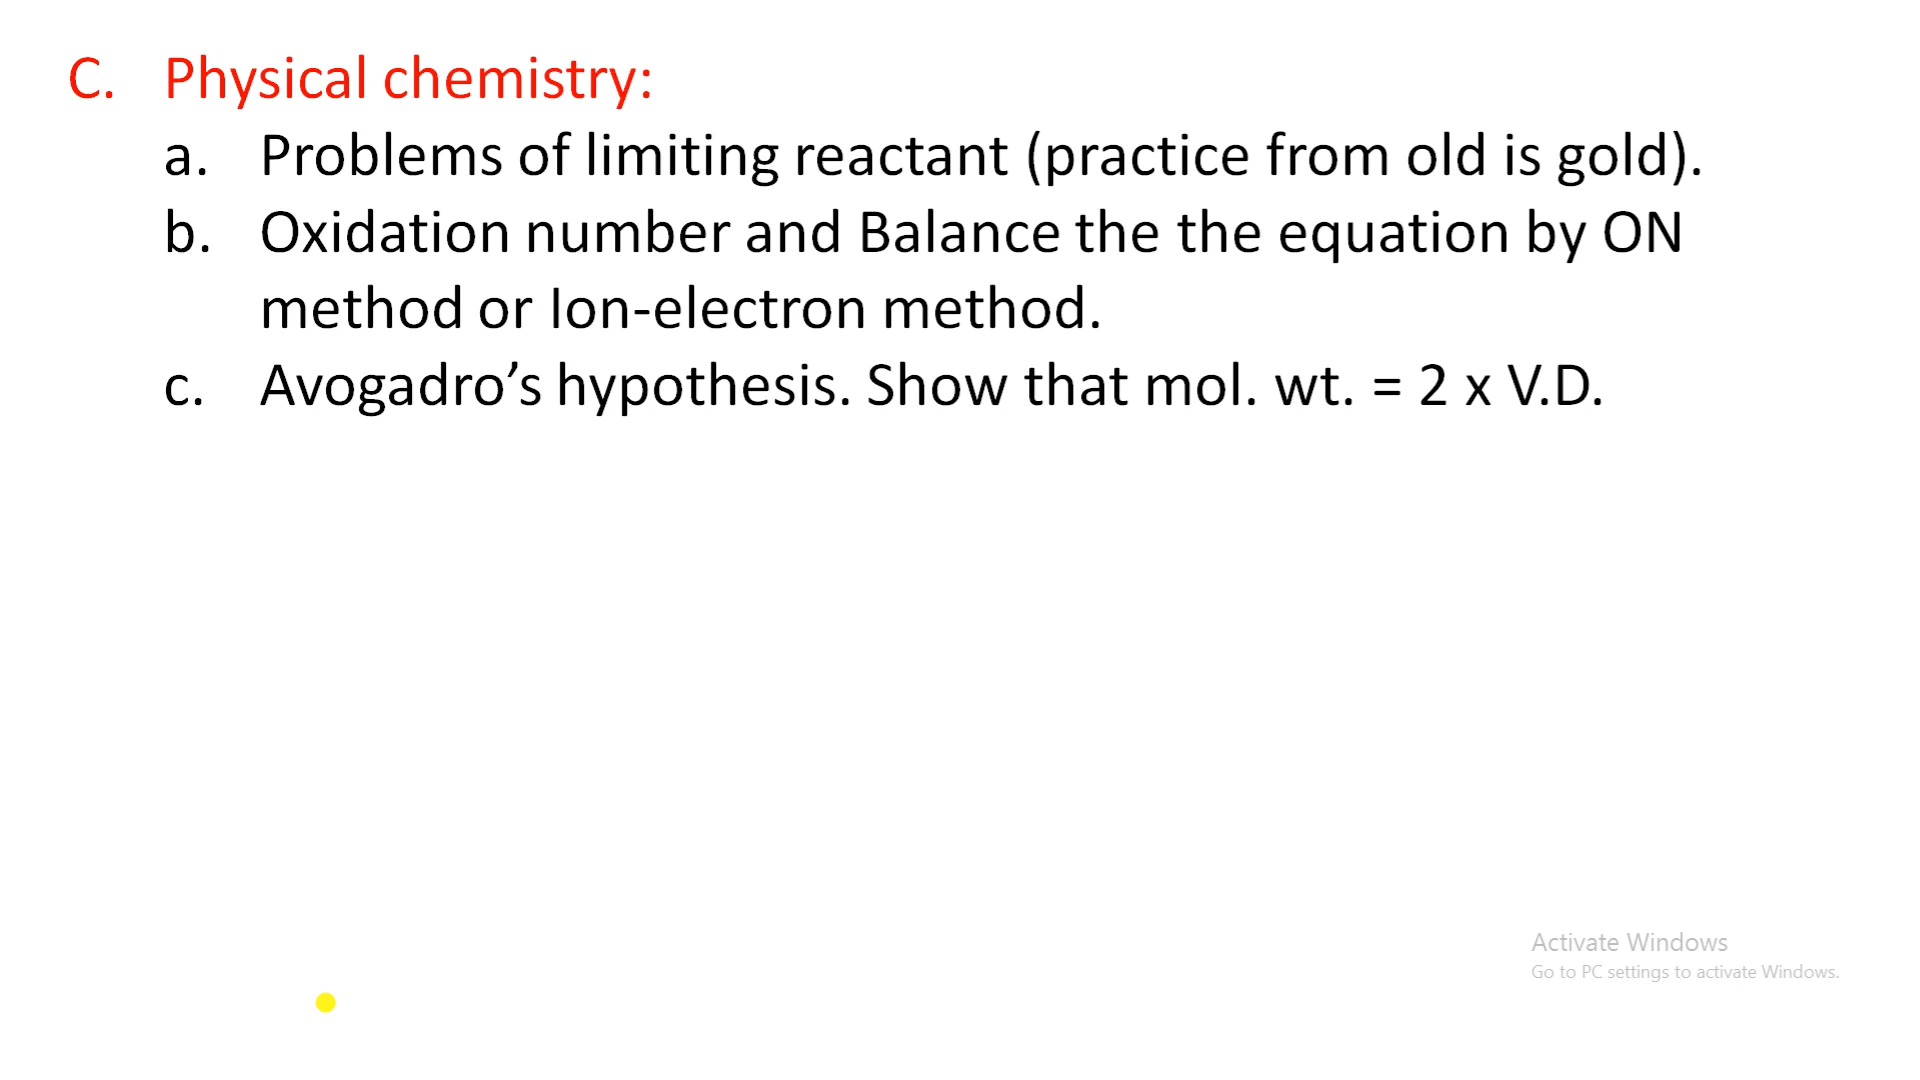 C. Physical chemistry:
a. Problems of limiting reactant (practice from old is gold).
b. Oxidation number and Balance the the equation by ON
method or Ion-electron method.
c. Avogadro’s hypothesis. Show that mol. wt. = 2 x V.D.
Activate Windows
Go to PC settings to activate Windows.